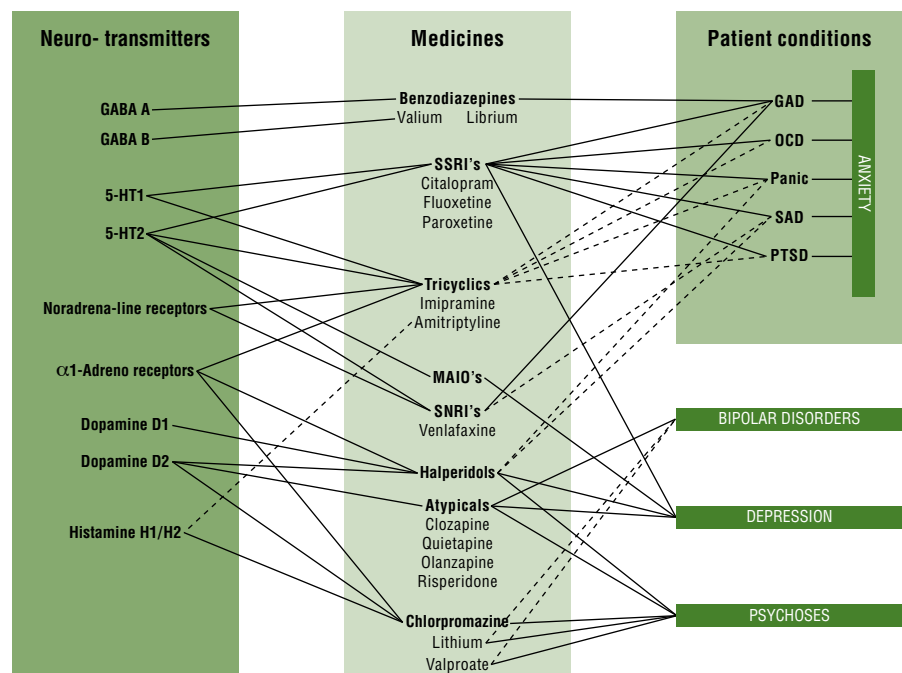 Neuro- transmitters
GABA A
GABA B
5-HT1
5-HT2
Noradrena-line receptors
α1-Adreno receptors
Dopamine D1
Dopamine D2
Histamine H1/H2
Medicines
Benzodiazepines
Valium Librium
SSRI's
Citalopram
Fluoxetine
Paroxetine
Tricyclics
Imipramine
Amitriptyline
MAIO's
SNRI's
Venlafaxine
Halperidols
Atypicals
Clozapine
Quietapine
Olanzapine
Risperidone
Chlorpromazine
Lithium
Valproate
Patient conditions
GAD
OCD
Panic
SAD
PTSD
ANXIETY
BIPOLAR DISORDERS
DEPRESSION
PSYCHOSES